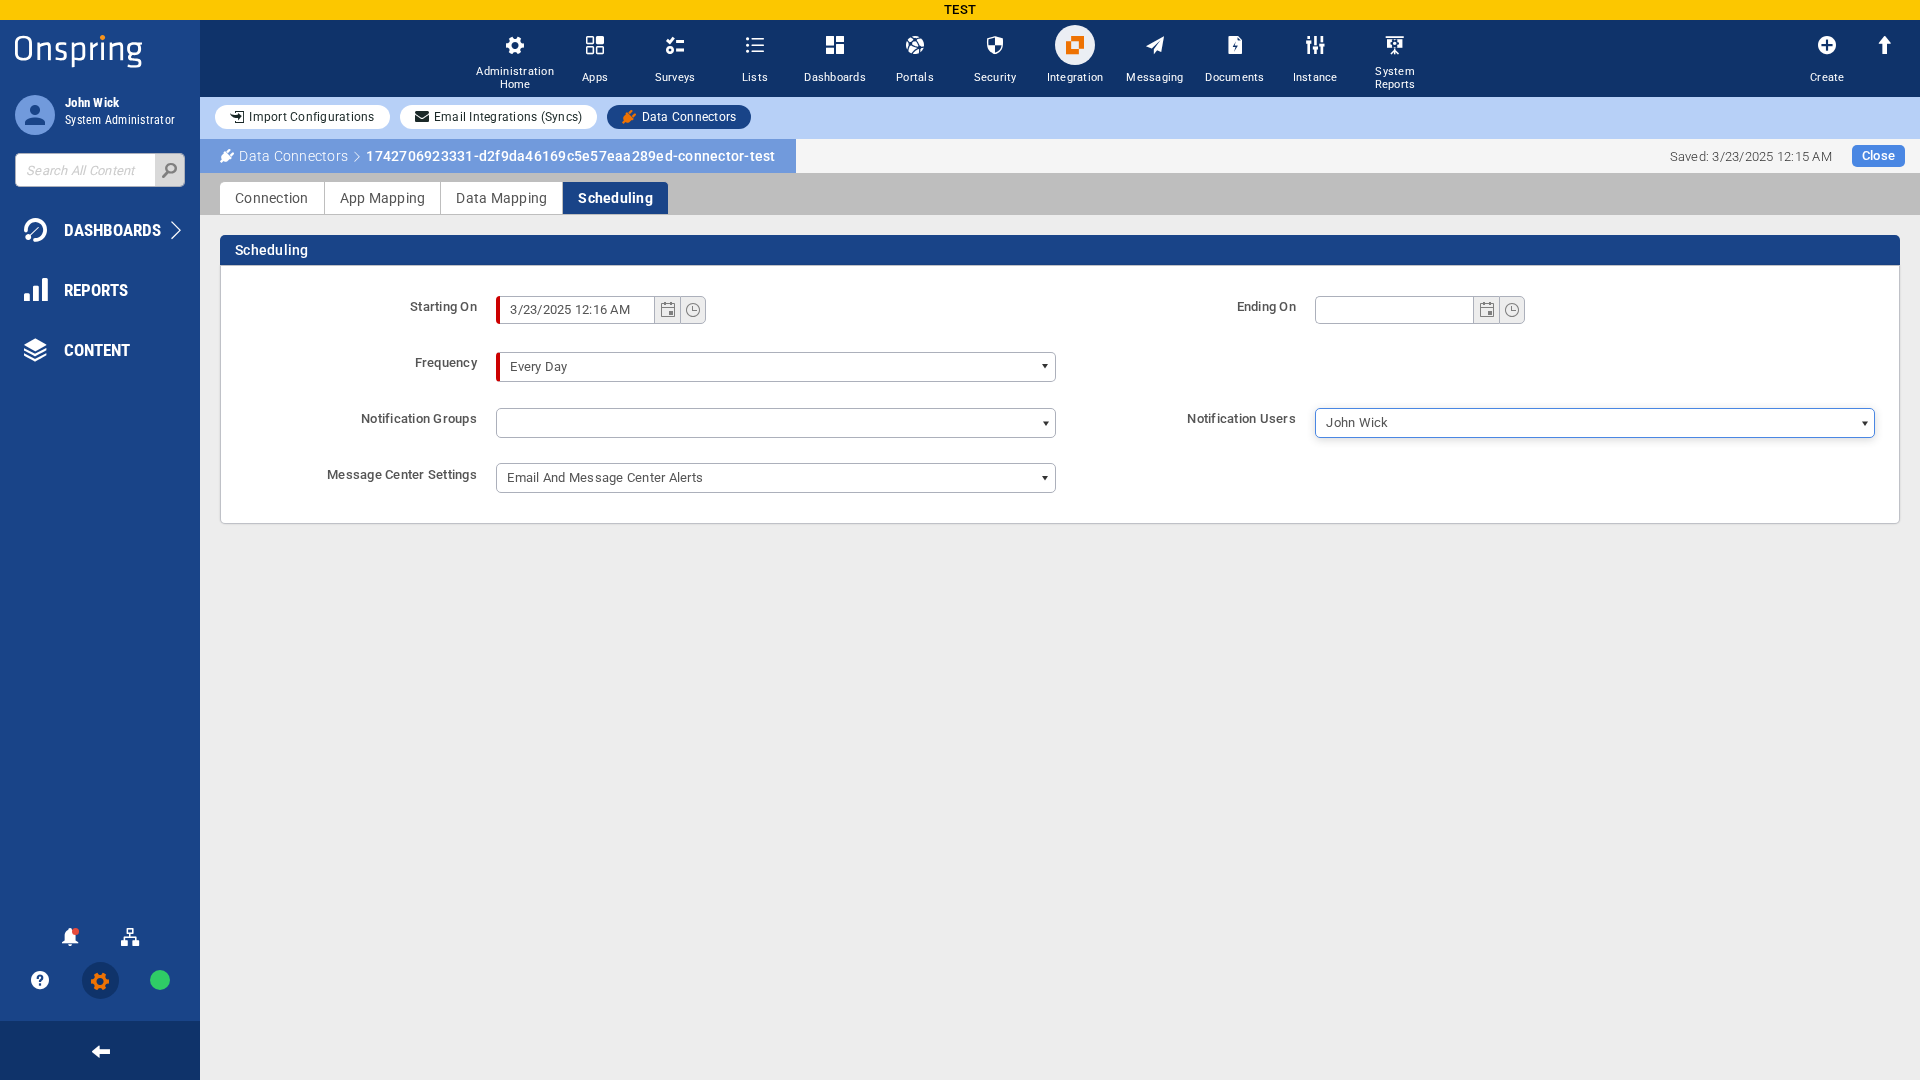 TEST
Onspring
John Wick
System Administrator
Search All Content
DASHBOARDS
REPORTS
CONTENT
Administration Home
Apps
Surveys
Lists
Dashboards
Portals
Security
Integration
Messaging
Documents
Instance
System Reports
Create
Import Configurations
Email Integrations (Syncs)
Data Connectors
Data Connectors
1742706923331-d2f9da46169c5e57eaa289ed-connector-test
Saved: 3/23/2025 12:15 AM
Close
Connection
App Mapping
Data Mapping
Scheduling
Scheduling
Starting On
3/23/2025 12:16 AM
Ending On
Frequency
Every Day
Notification Groups
Notification Users
John Wick
Message Center Settings
Email And Message Center Alerts